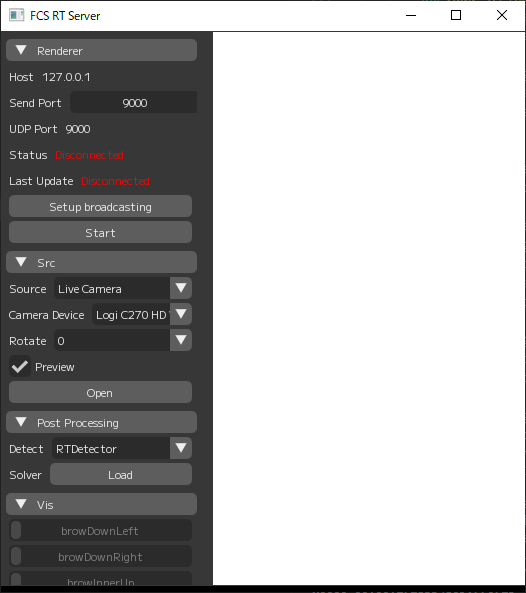 FCS RT Server
Renderer
Host 127.0.0.1
Send Port 9000
UDP Port 9000
Status Disconnected
Last Update Disconnected
Setup broadcasting
Start
Src
Source Live Camera
Camera Device Logi C270 HD
Rotate 0
Preview
Open
Post Processing
Detect RTDetector
Solver Load
Vis
browDownLeft
browDownRight
browInnerUp